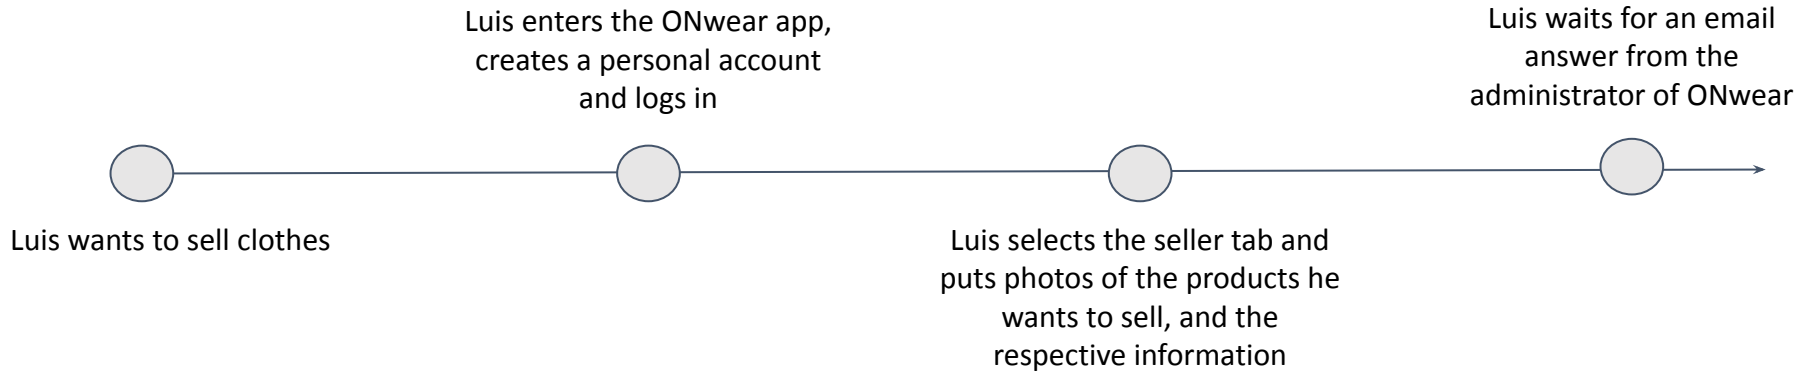 Luis wants to sell clothes
Luis enters the ONwear app,
creates a personal account
and logs in
Luis selects the seller tab and
puts photos of the products he
wants to sell, and the
respective information
Luis waits for an email
answer from the
administrator of ONwear